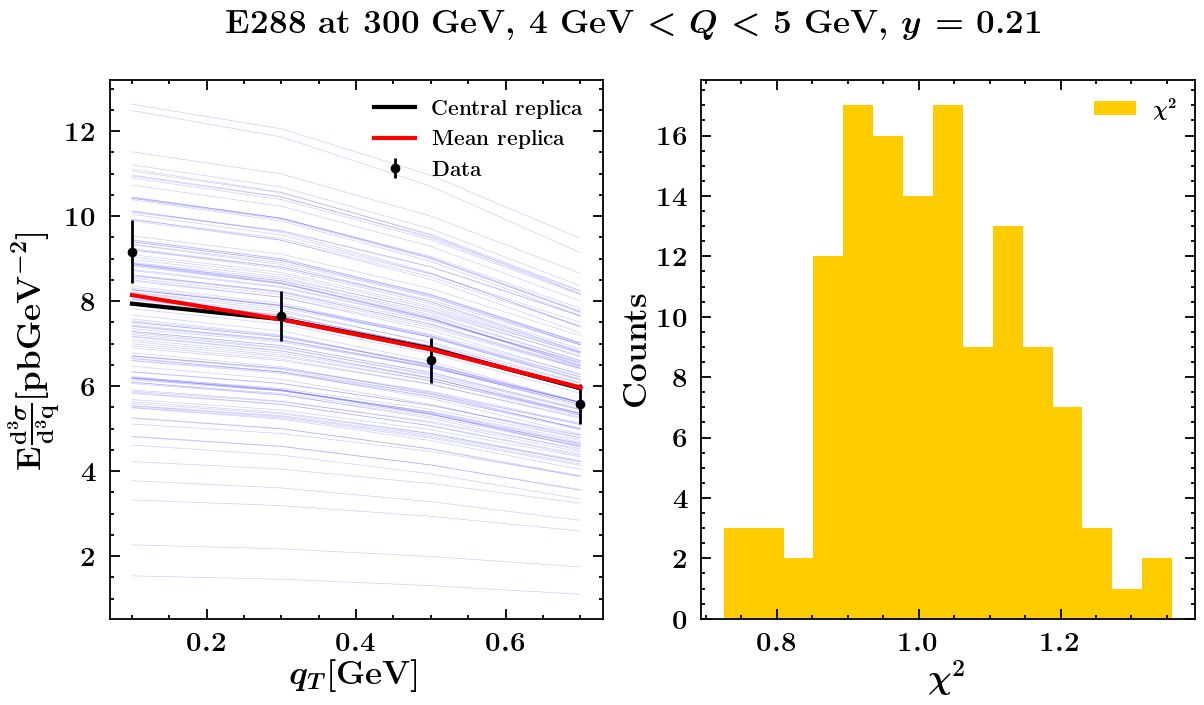 E288 at 300 GeV, 4 GeV < Q < 5 GeV, y = 0.21
E d³σ/d³q [pbGeV⁻²]
12
10
8
6
4
2
0.2 0.4 0.6
q_T[GeV]
Central replica
Mean replica
Data
Counts
16
14
12
10
8
6
4
2
0
0.8 1.0 1.2
χ²
χ²